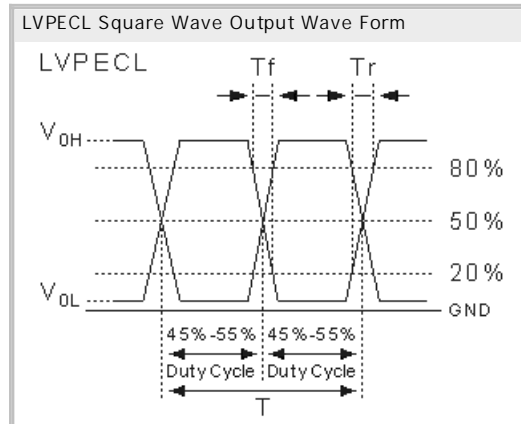 LVPECL Square Wave Output Wave Form
LVPECL
Tf Tr
V0H
80%
50%
20%
V0L
GND
45%-55% 45%-55%
Duty Cycle Duty Cycle
T